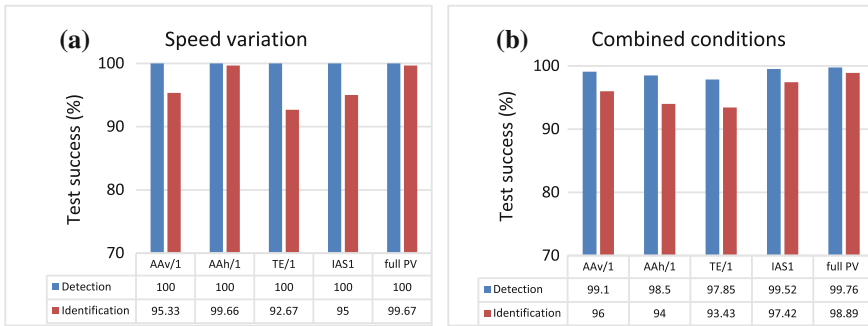 (a) Speed variation
Test success (%)
100
90
80
70
AAv/1 AAh/1 TE/1 IAS1 full PV
Detection 100 100 100 100 100
Identification 95.33 99.66 92.67 95 99.67
(b) Combined conditions
Test success (%)
100
90
80
70
AAv/1 AAh/1 TE/1 IAS1 full PV
Detection 99.1 98.5 97.85 99.52 99.76
Identification 96 94 93.43 97.42 98.89